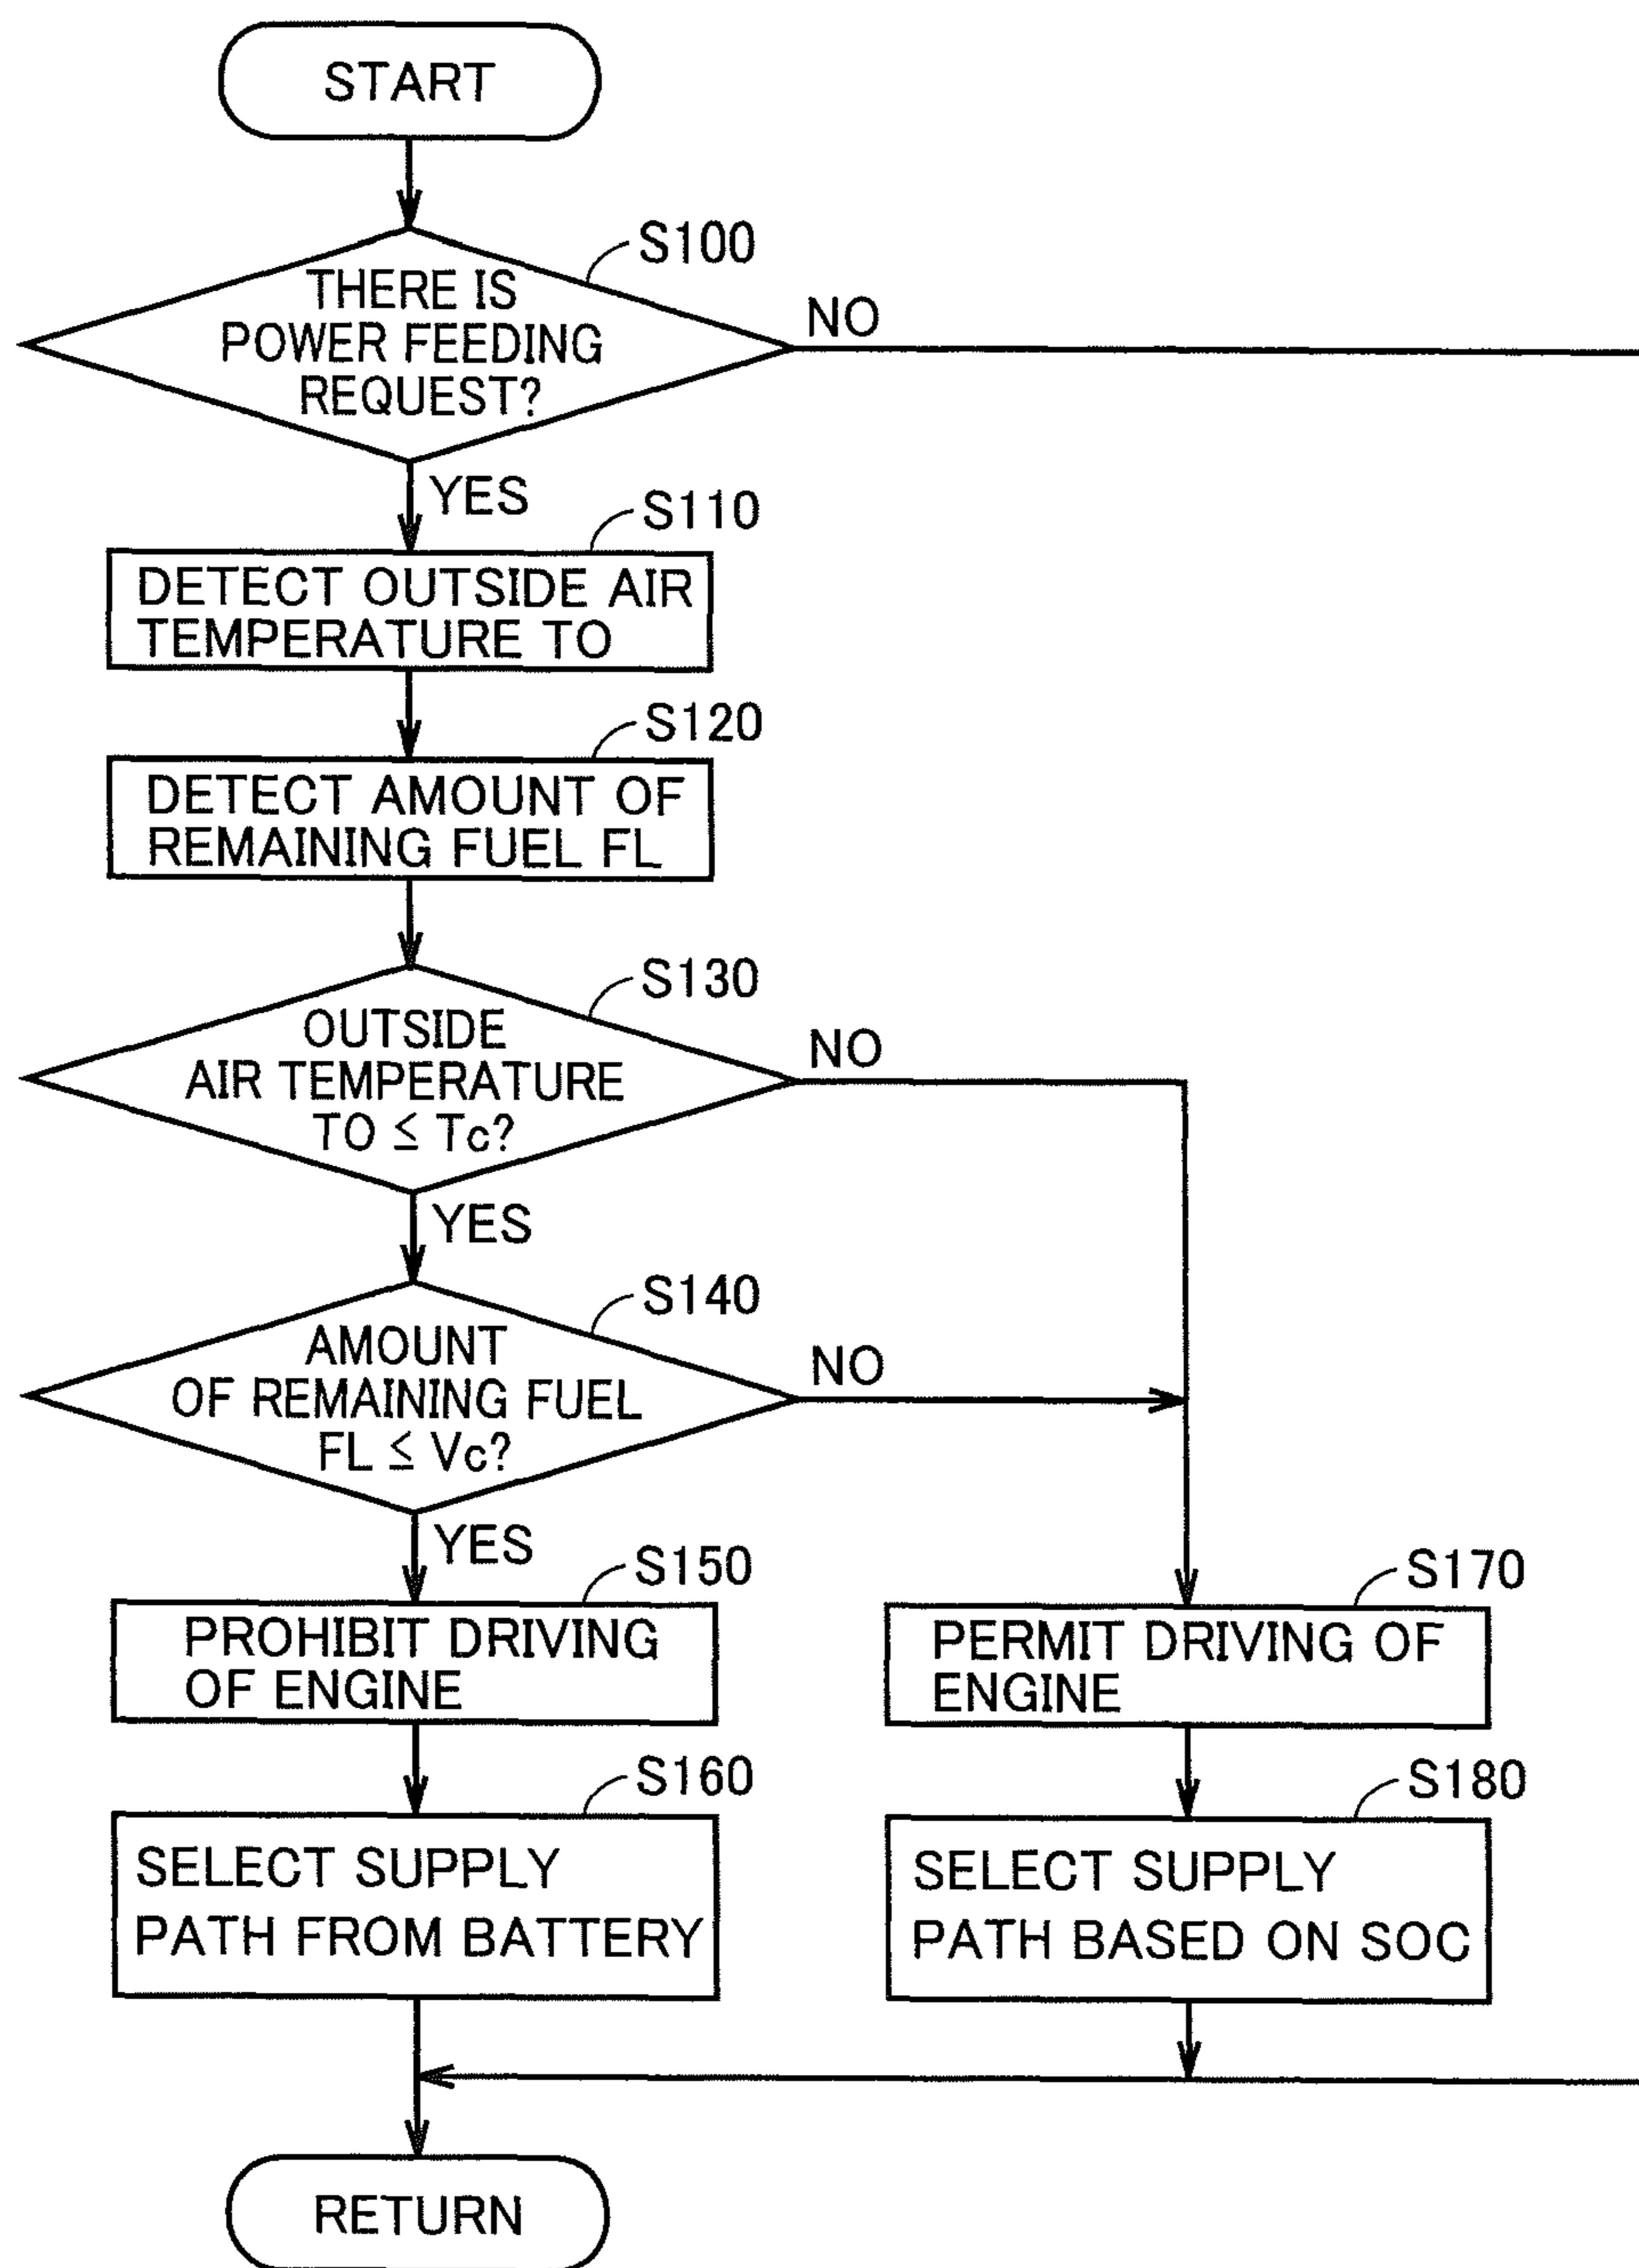 START
S100
THERE IS
POWER FEEDING
REQUEST?
NO
YES
S110
DETECT OUTSIDE AIR
TEMPERATURE TO
S120
DETECT AMOUNT OF
REMAINING FUEL FL
S130
OUTSIDE
AIR TEMPERATURE
TO ≤ Tc?
NO
YES
S140
AMOUNT
OF REMAINING FUEL
FL ≤ Vc?
NO
YES
S150
PROHIBIT DRIVING
OF ENGINE
S170
PERMIT DRIVING OF
ENGINE
S160
SELECT SUPPLY
PATH FROM BATTERY
S180
SELECT SUPPLY
PATH BASED ON SOC
RETURN